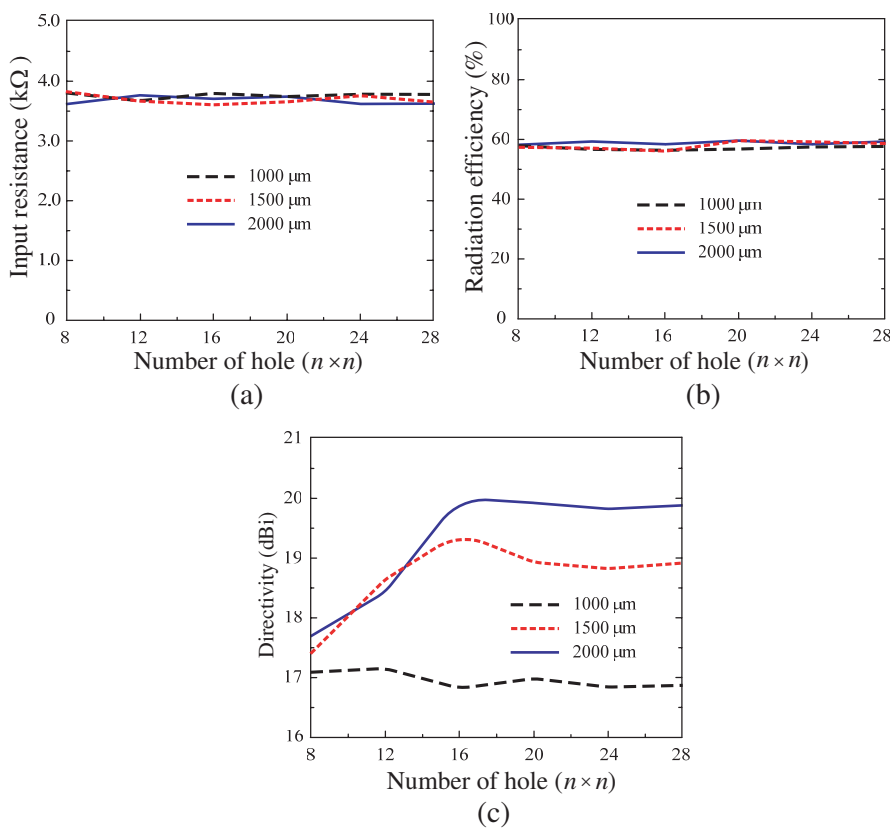 Input resistance (kΩ)
5.0
4.0
3.0
2.0
1.0
0
1000 μm
1500 μm
2000 μm
8 12 16 20 24 28
Number of hole (n × n)
(a)
Radiation efficiency (%)
100
80
60
40
20
0
1000 μm
1500 μm
2000 μm
8 12 16 20 24 28
Number of hole (n × n)
(b)
Directivity (dBi)
21
20
19
18
17
16
1000 μm
1500 μm
2000 μm
8 12 16 20 24 28
Number of hole (n × n)
(c)